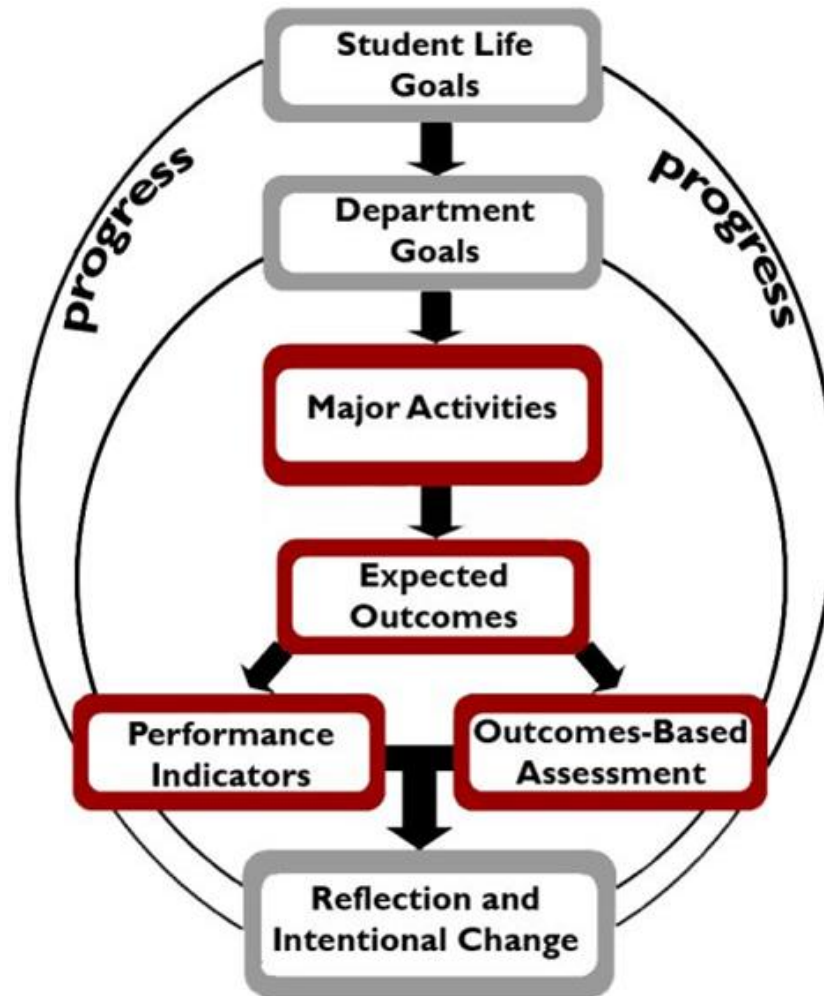 Student Life
Goals
progress
progress
Department
Goals
Major Activities
Expected
Outcomes
Performance
Indicators
Outcomes-Based
Assessment
Reflection and
Intentional Change